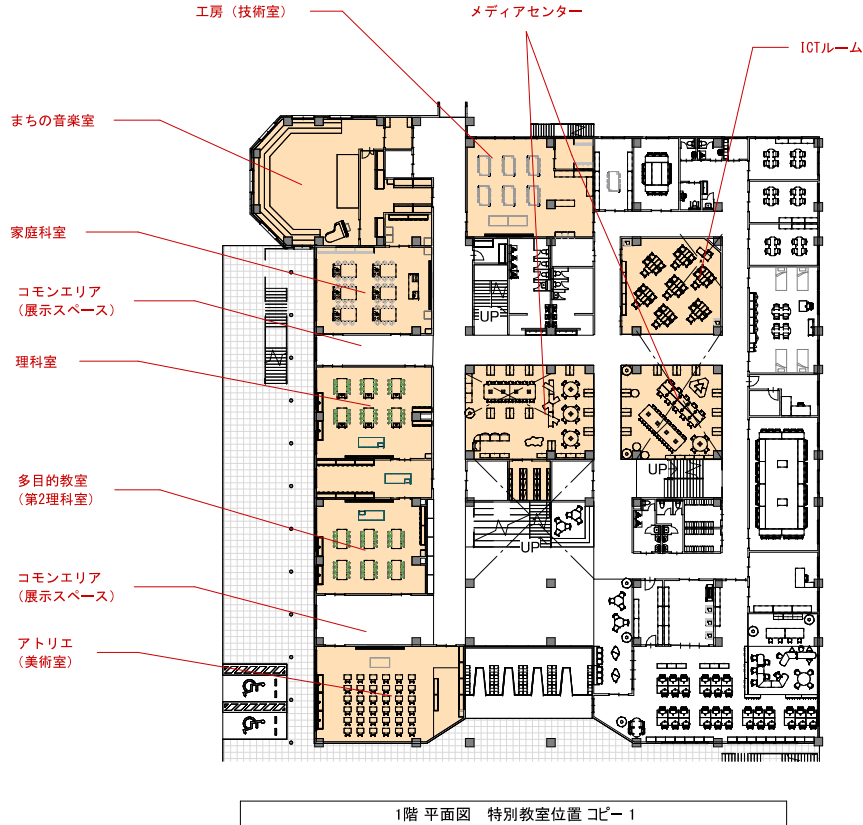 工房（技術室）
メディアセンター
ICTルーム
まちの音楽室
家庭科室
コモンエリア
（展示スペース）
理科室
多目的教室
（第2理科室）
コモンエリア
（展示スペース）
アトリエ
（美術室）
UP
UP
UP
1階 平面図　特別教室位置 コピー 1